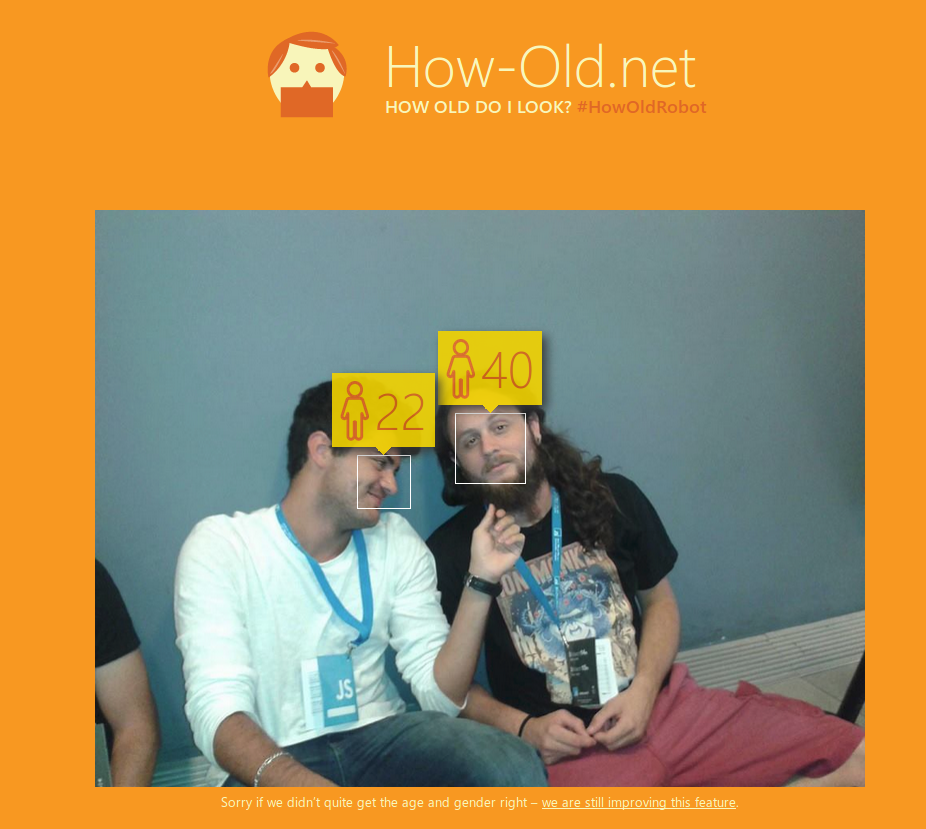 How-Old.net
HOW OLD DO I LOOK? #HowOldRobot
40
22
JS
Sorry if we didn't quite get the age and gender right – we are still improving this feature.